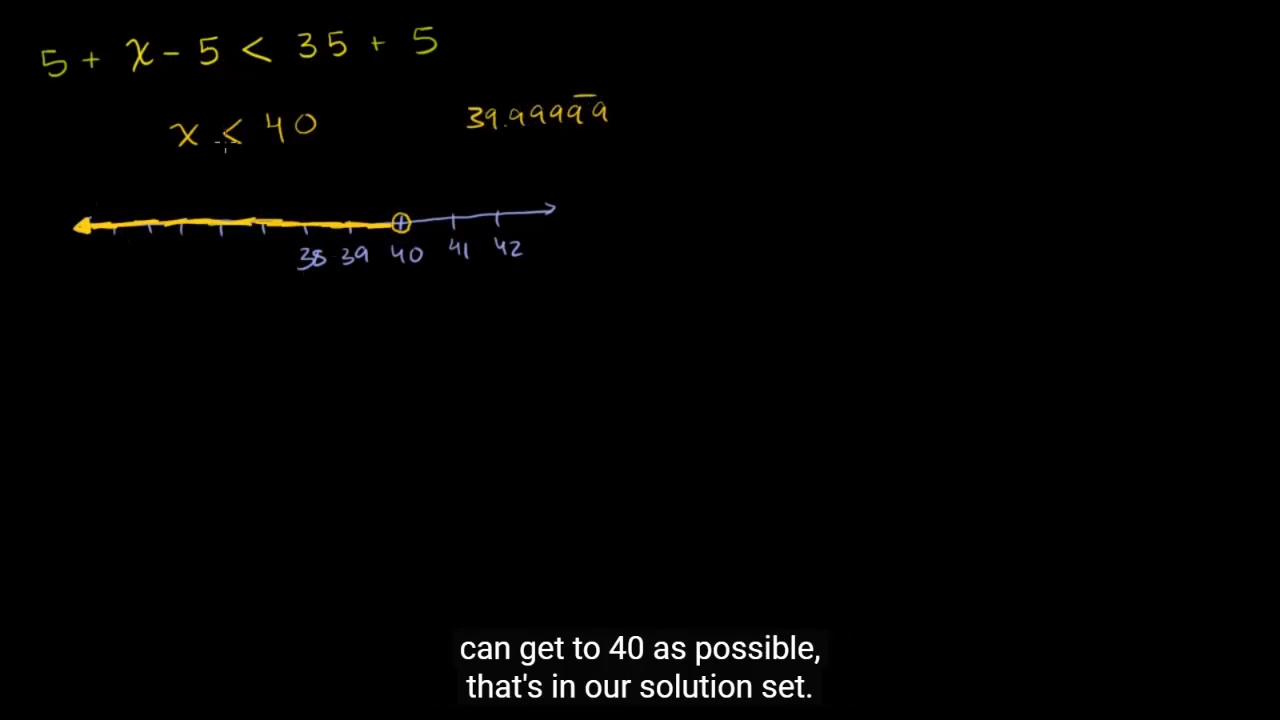 5 + x - 5 < 35 + 5
x < 40
39.99999̅9
38 39 40 41 42
can get to 40 as possible,
that's in our solution set.